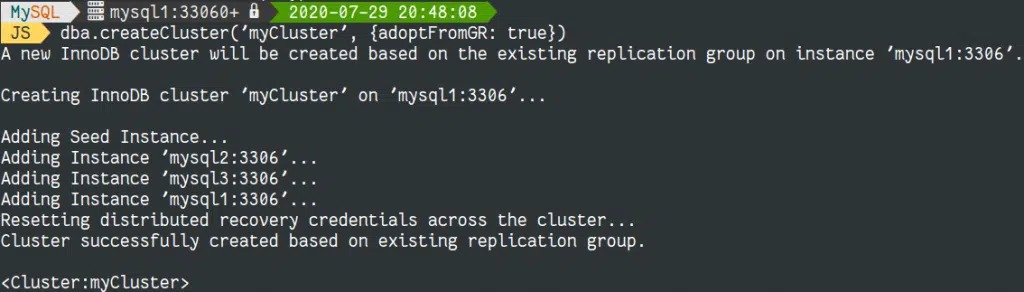 MySQL mysql1:33060+ 2020-07-29 20:48:08
JS dba.createCluster('myCluster', {adoptFromGR: true})
A new InnoDB cluster will be created based on the existing replication group on instance 'mysql1:3306'.
Creating InnoDB cluster 'myCluster' on 'mysql1:3306'...
Adding Seed Instance...
Adding Instance 'mysql2:3306'...
Adding Instance 'mysql3:3306'...
Adding Instance 'mysql1:3306'...
Resetting distributed recovery credentials across the cluster...
Cluster successfully created based on existing replication group.
<Cluster:myCluster>